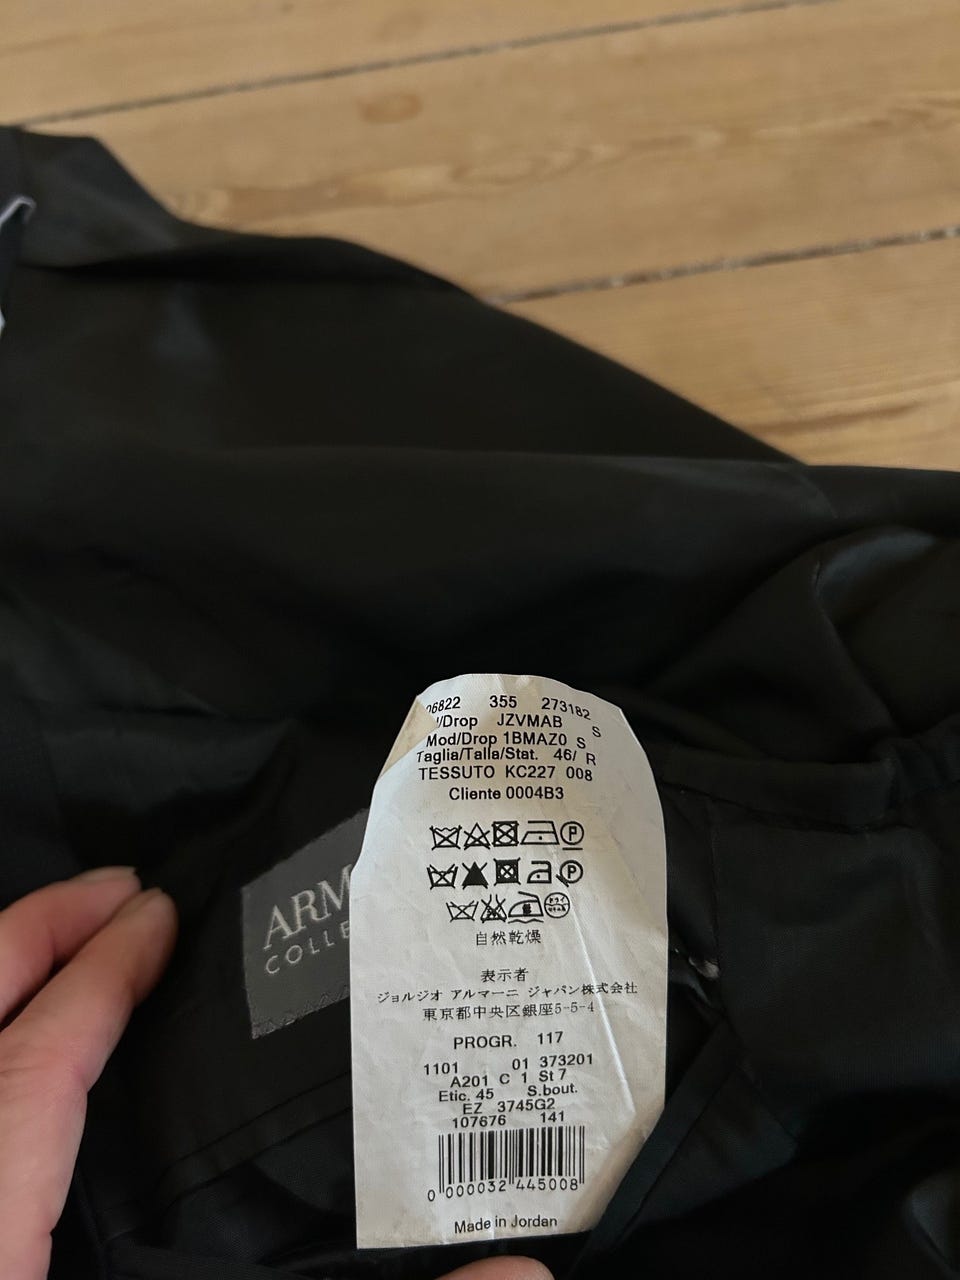 355 273182
JZVMAB S
Mod/Drop 1BMAZ0 S
Taglia/Talla/Stat. 46/ R
TESSUTO KC227 008
Cliente 0004B3
P
P
自然乾燥
表示者
ジョルジオ アルマーニ ジャパン株式会社
東京都中央区銀座5-5-4
PROGR. 117
1101 01 373201
A201 C 1 St 7
Etic. 45 S.bout.
EZ 3745G2
107676 141
0 000032 445008
Made in Jordan
ARM
COLLE